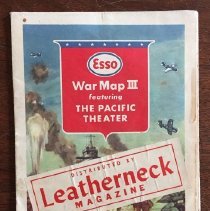 Esso
War Map III
featuring
THE PACIFIC
THEATER
DISTRIBUTED BY
Leatherneck
MAGAZINE